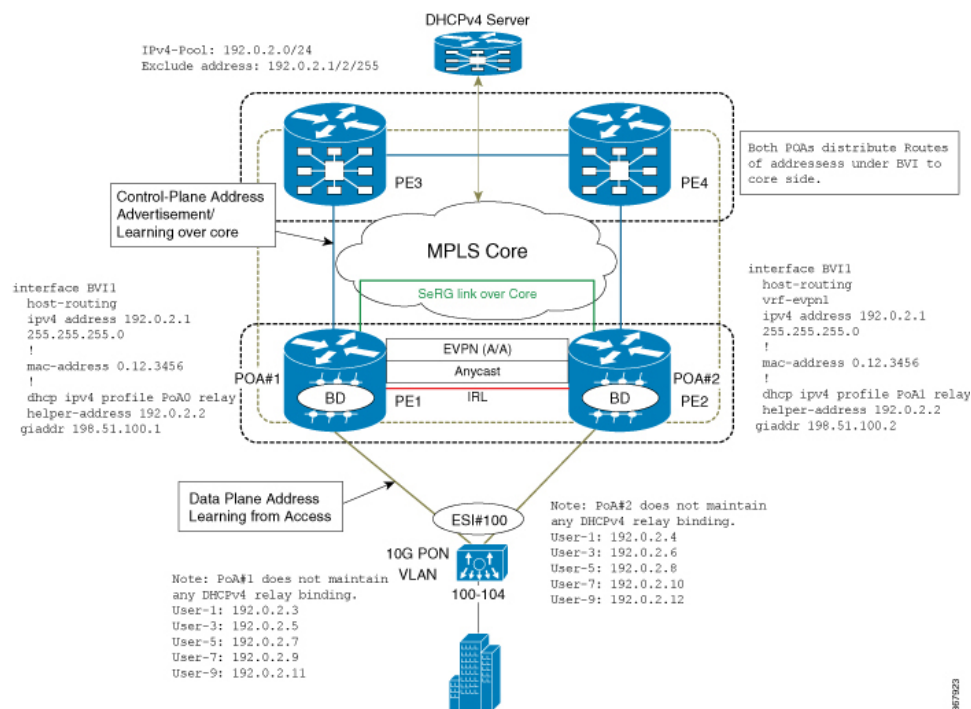 DHCPv4 Server
IPv4-Pool: 192.0.2.0/24
Exclude address: 192.0.2.1/2/255
PE3
PE4
Both POAs distribute Routes
of addressess under BVI to
core side.
Control-Plane Address
Advertisement/
Learning over core
MPLS Core
SeRG link over Core
interface BVI1
host-routing
ipv4 address 192.0.2.1
255.255.255.0
!
mac-address 0.12.3456
!
dhcp ipv4 profile PoA0 relay
helper-address 192.0.2.2
giaddr 198.51.100.1
interface BVI1
host-routing
vrf-evpn1
ipv4 address 192.0.2.1
255.255.255.0
!
mac-address 0.12.3456
!
dhcp ipv4 profile PoA1 relay
helper-address 192.0.2.2
giaddr 198.51.100.2
POA#1
BD
PE1
EVPN (A/A)
Anycast
IRL
POA#2
BD
PE2
Data Plane Address
Learning from Access
ESI#100
10G PON
VLAN
100-104
Note: PoA#2 does not maintain
any DHCPv4 relay binding.
User-1: 192.0.2.4
User-3: 192.0.2.6
User-5: 192.0.2.8
User-7: 192.0.2.10
User-9: 192.0.2.12
Note: PoA#1 does not maintain
any DHCPv4 relay binding.
User-1: 192.0.2.3
User-3: 192.0.2.5
User-5: 192.0.2.7
User-7: 192.0.2.9
User-9: 192.0.2.11
367923